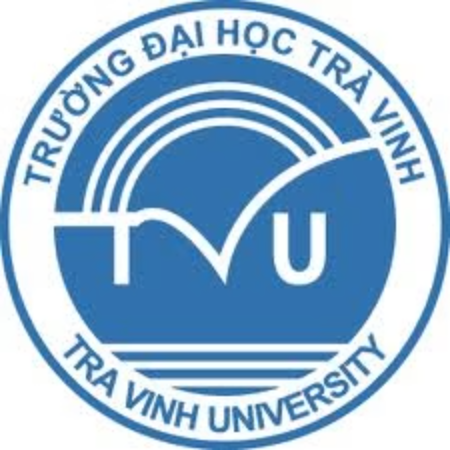 TRƯỜNG ĐẠI HỌC TRÀ VINH
TVU
TRA VINH UNIVERSITY